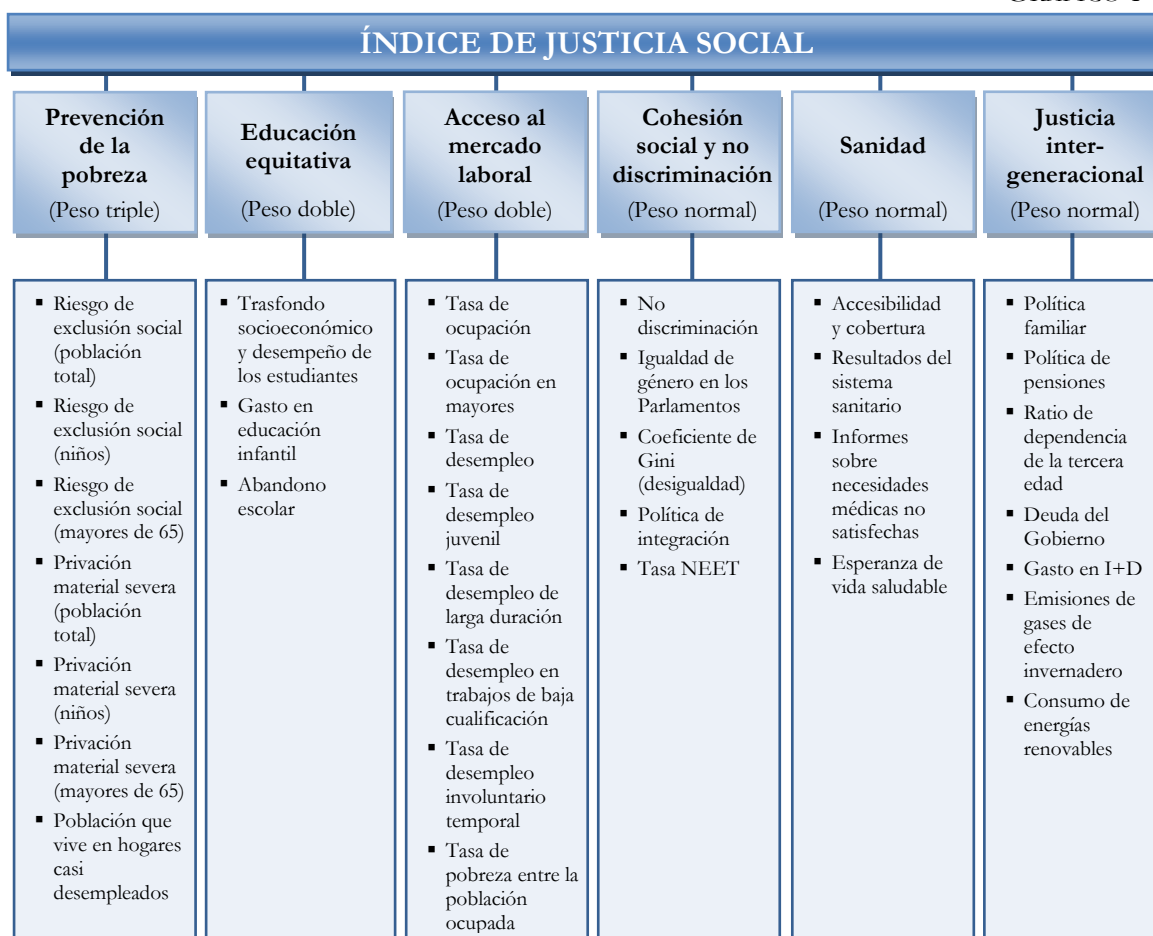 ÍNDICE DE JUSTICIA SOCIAL
Prevención
de la
pobreza
(Peso triple)
Educación
equitativa
(Peso doble)
Acceso al
mercado
laboral
(Peso doble)
Cohesión
social y no
discriminación
(Peso normal)
Sanidad
(Peso normal)
Justicia
inter-
generacional
(Peso normal)
▪ Riesgo de
exclusión social
(población
total)
▪ Riesgo de
exclusión social
(niños)
▪ Riesgo de
exclusión social
(mayores de 65)
▪ Privación
material severa
(población
total)
▪ Privación
material severa
(niños)
▪ Privación
material severa
(mayores de 65)
▪ Población que
vive en hogares
casi
desempleados
▪ Trasfondo
socioeconómico
y desempeño de
los estudiantes
▪ Gasto en
educación
infantil
▪ Abandono
escolar
▪ Tasa de
ocupación
▪ Tasa de
ocupación en
mayores
▪ Tasa de
desempleo
▪ Tasa de
desempleo
juvenil
▪ Tasa de
desempleo de
larga duración
▪ Tasa de
desempleo en
trabajos de baja
cualificación
▪ Tasa de
desempleo
involuntario
temporal
▪ Tasa de
pobreza entre la
población
ocupada
▪ No
discriminación
▪ Igualdad de
género en los
Parlamentos
▪ Coeficiente de
Gini
(desigualdad)
▪ Política de
integración
▪ Tasa NEET
▪ Accesibilidad
y cobertura
▪ Resultados del
sistema
sanitario
▪ Informes
sobre
necesidades
médicas no
satisfechas
▪ Esperanza de
vida saludable
▪ Política
familiar
▪ Política de
pensiones
▪ Ratio de
dependencia
de la tercera
edad
▪ Deuda del
Gobierno
▪ Gasto en I+D
▪ Emisiones de
gases de
efecto
invernadero
▪ Consumo de
energías
renovables